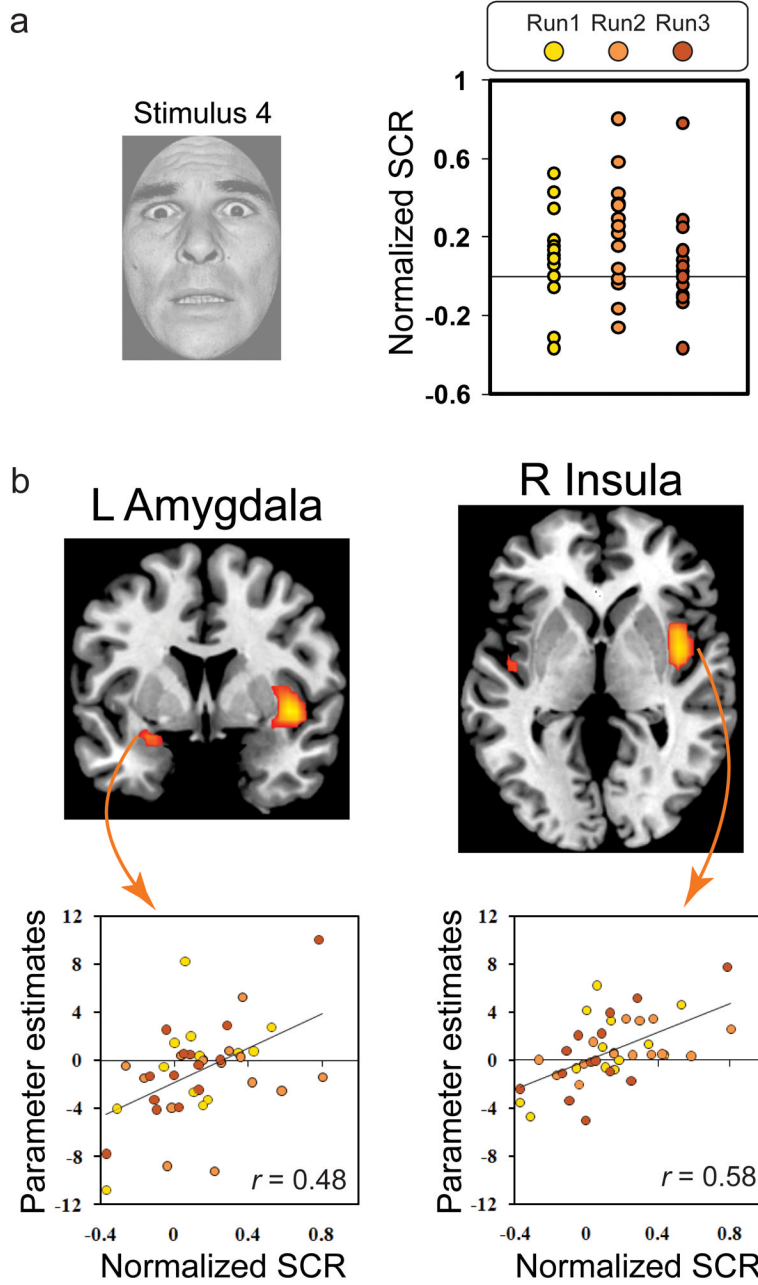 a
Run1 Run2 Run3
Stimulus 4
Normalized SCR
1
0.6
0.2
-0.2
-0.6
b
L Amygdala
R Insula
Parameter estimates
12
8
4
0
-4
-8
-12
r = 0.48
-0.4 0 0.4 0.8
Normalized SCR
Parameter estimates
12
8
4
0
-4
-8
-12
r = 0.58
-0.4 0 0.4 0.8
Normalized SCR